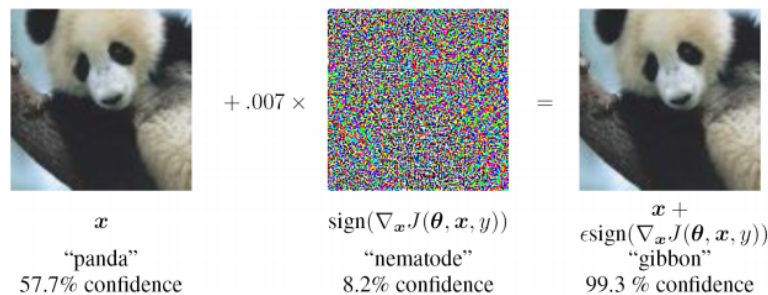 + .007 ×
=
x
sign(∇ₓJ(θ, x, y))
x +
ϵsign(∇ₓJ(θ, x, y))
“panda”
“nematode”
“gibbon”
57.7% confidence
8.2% confidence
99.3 % confidence